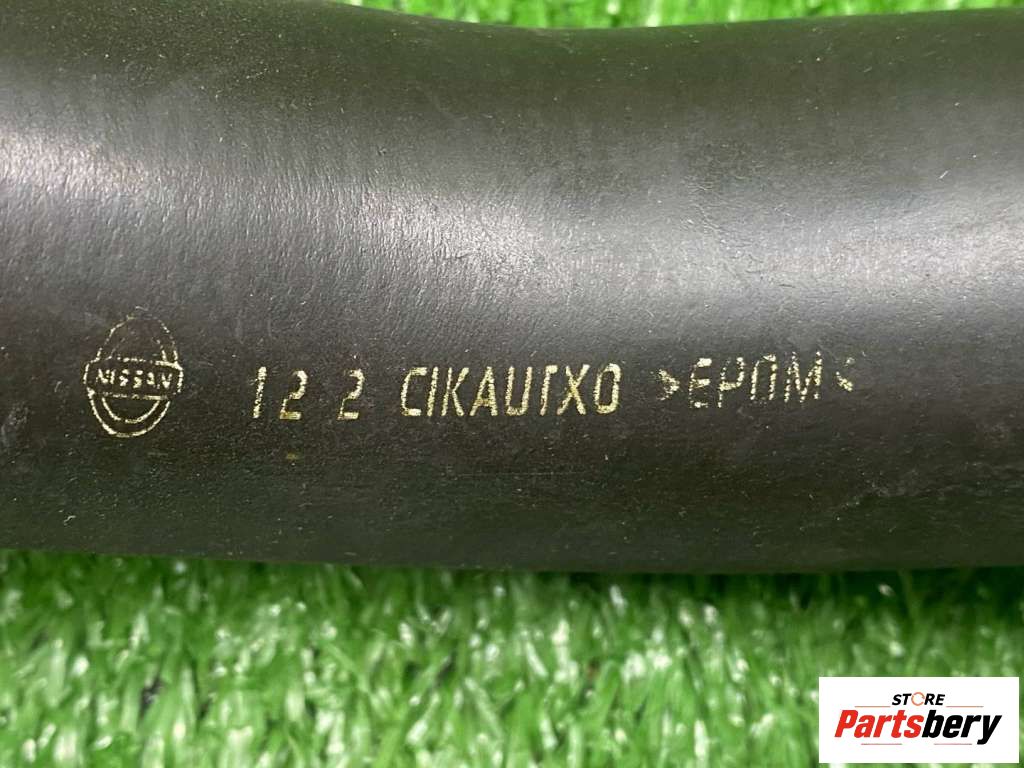 NISSAN
12 2 CIKAUTXO >EPDM<
STORE
Partsbery